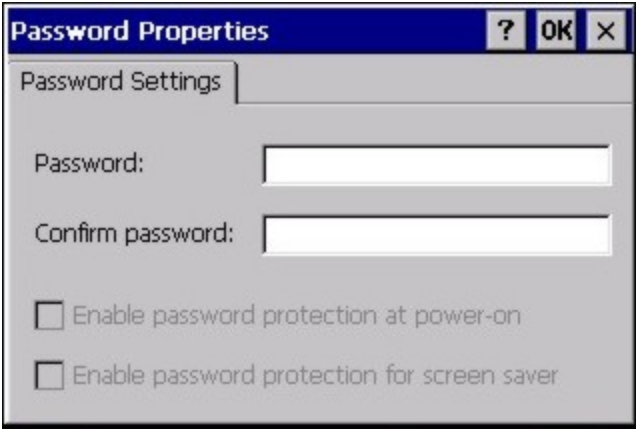 Password Properties ? OK ×
Password Settings
Password:
Confirm password:
Enable password protection at power-on
Enable password protection for screen saver